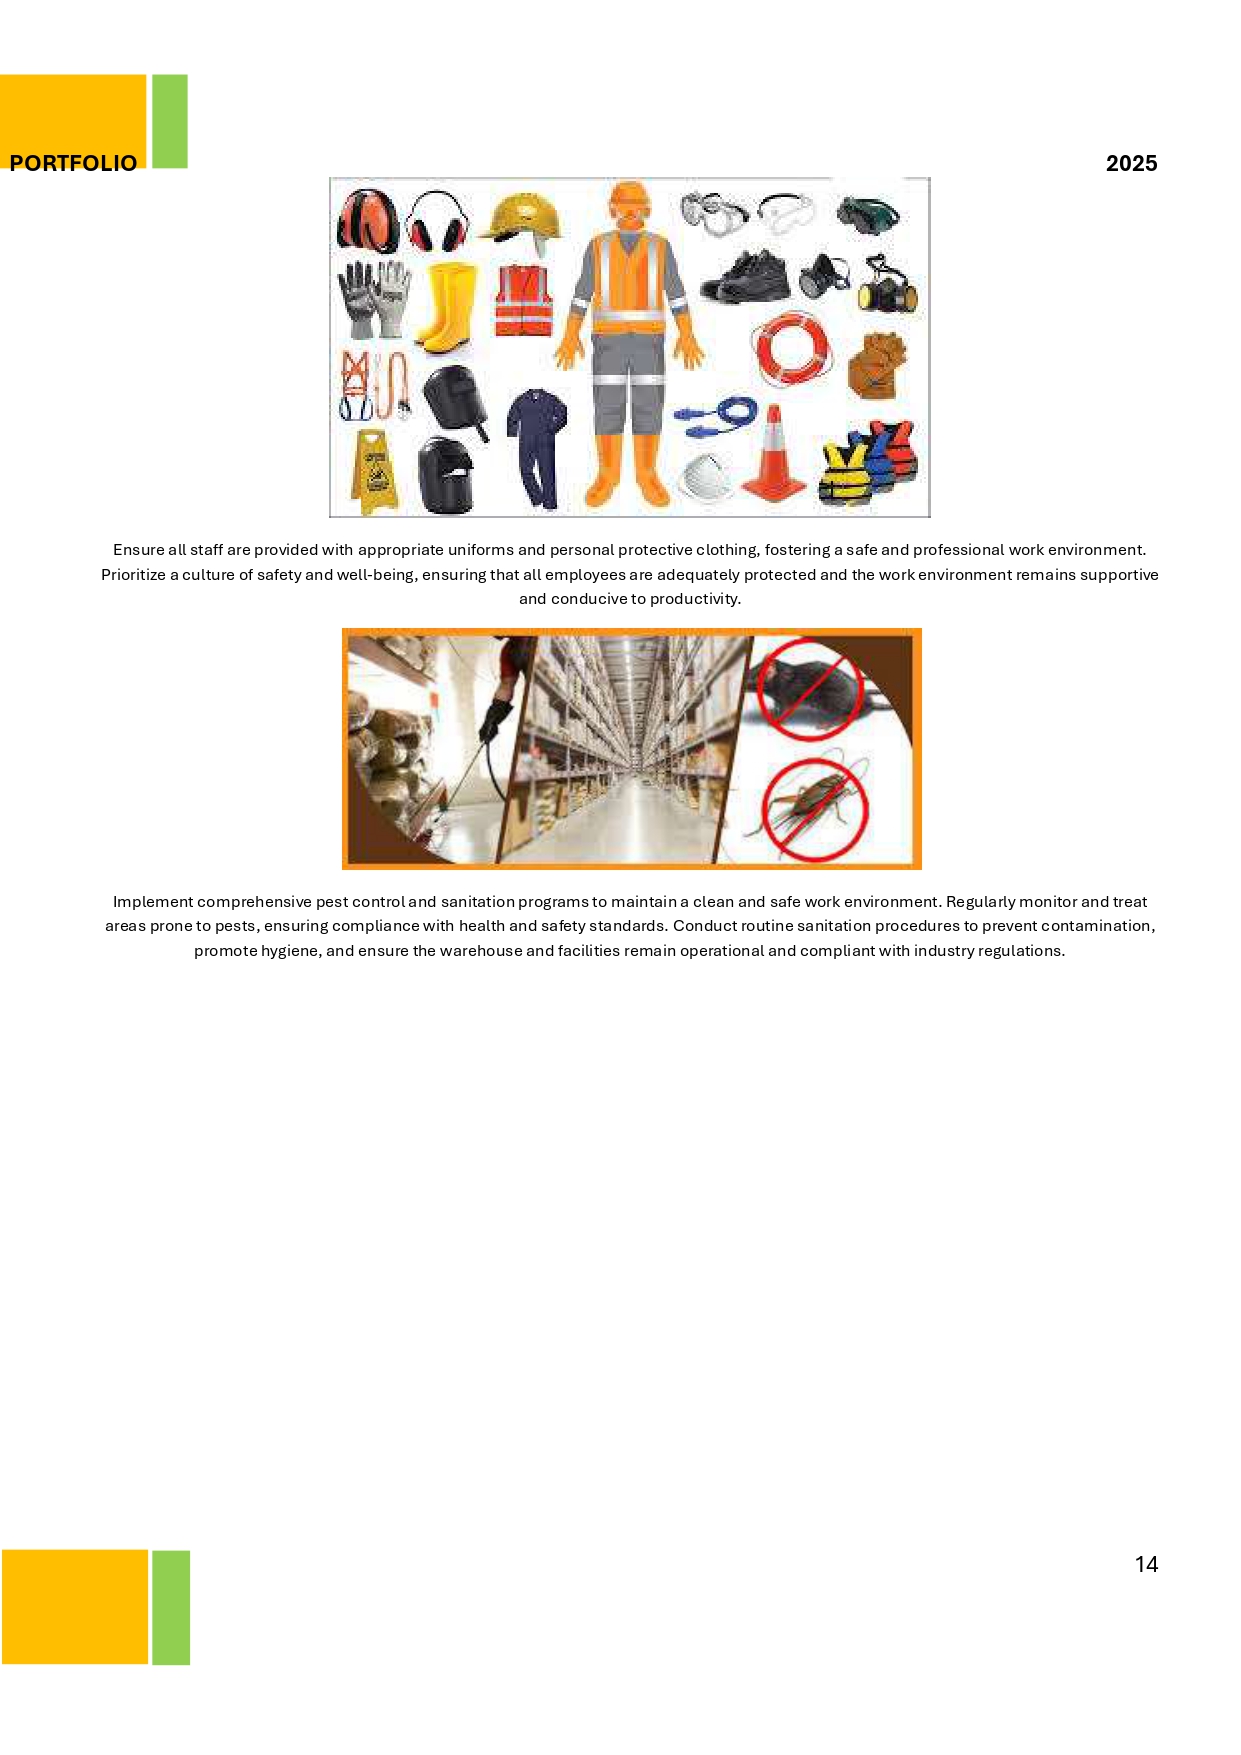 PORTFOLIO
2025
Ensure all staff are provided with appropriate uniforms and personal protective clothing, fostering a safe and professional work environment.
Prioritize a culture of safety and well-being, ensuring that all employees are adequately protected and the work environment remains supportive
and conducive to productivity.
Implement comprehensive pest control and sanitation programs to maintain a clean and safe work environment. Regularly monitor and treat
areas prone to pests, ensuring compliance with health and safety standards. Conduct routine sanitation procedures to prevent contamination,
promote hygiene, and ensure the warehouse and facilities remain operational and compliant with industry regulations.
14